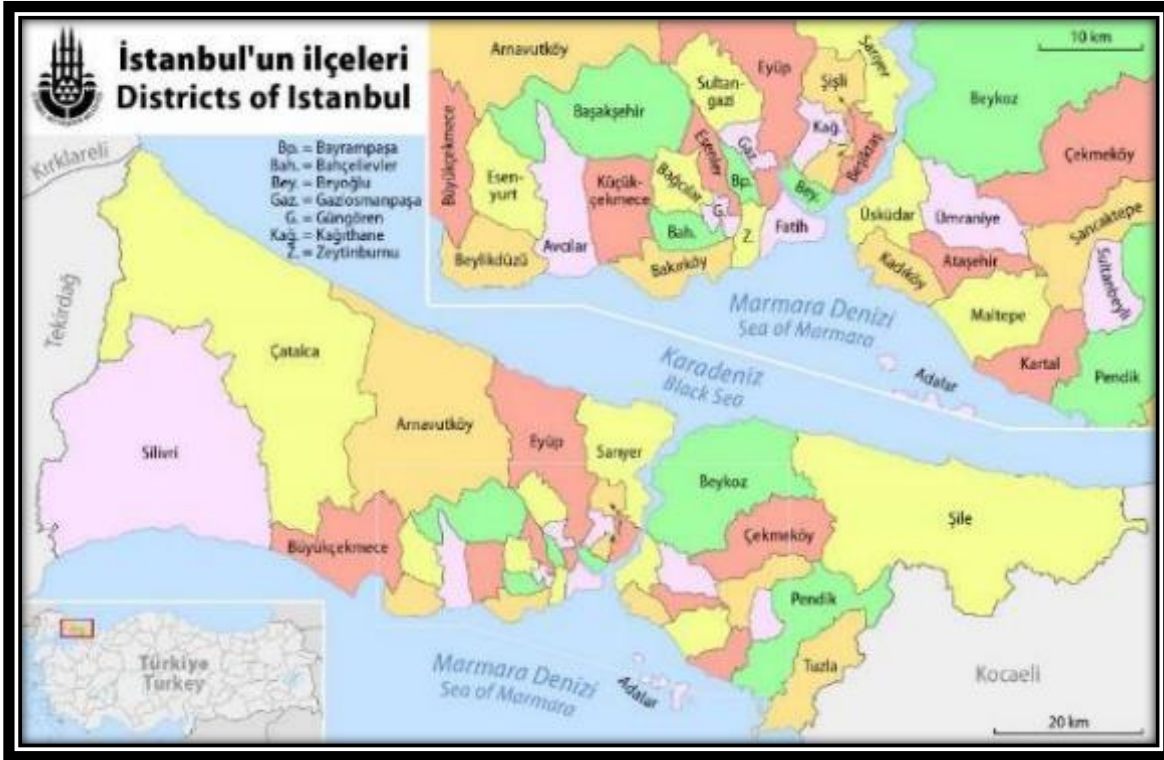 İstanbul'un ilçeleri
Districts of Istanbul
Bp. = Bayrampaşa
Bah. = Bahçelievler
Bey. = Beyoğlu
Gaz. = Gaziosmanpaşa
G. = Güngören
Kağ. = Kağıthane
Z. = Zeytinburnu
10 km
Arnavutköy
Eyüp
Sarıyer
Sultan-
gazi
Şişli
Beykoz
Başakşehir
Büyükçekmece
Kağ.
Gaz.
Esenler
Beşiktaş
Çekmeköy
Esen-
yurt
Küçük-
çekmece
Bağcılar
Bp.
Bey.
G.
Bah.
Z.
Fatih
Avcılar
Beylikdüzü
Bakırköy
Üsküdar
Ümraniye
Sancaktepe
Kadıköy
Ataşehir
Sultanbeyli
Maltepe
Kartal
Pendik
Adalar
Marmara Denizi
Sea of Marmara
Karadeniz
Black Sea
Kırklareli
Tekirdağ
Çatalca
Silivri
Arnavutköy
Eyüp
Sarıyer
Beykoz
Şile
Büyükçekmece
Çekmeköy
Pendik
Tuzla
Kocaeli
Marmara Denizi
Sea of Marmara
Adalar
Türkiye
Turkey
20 km